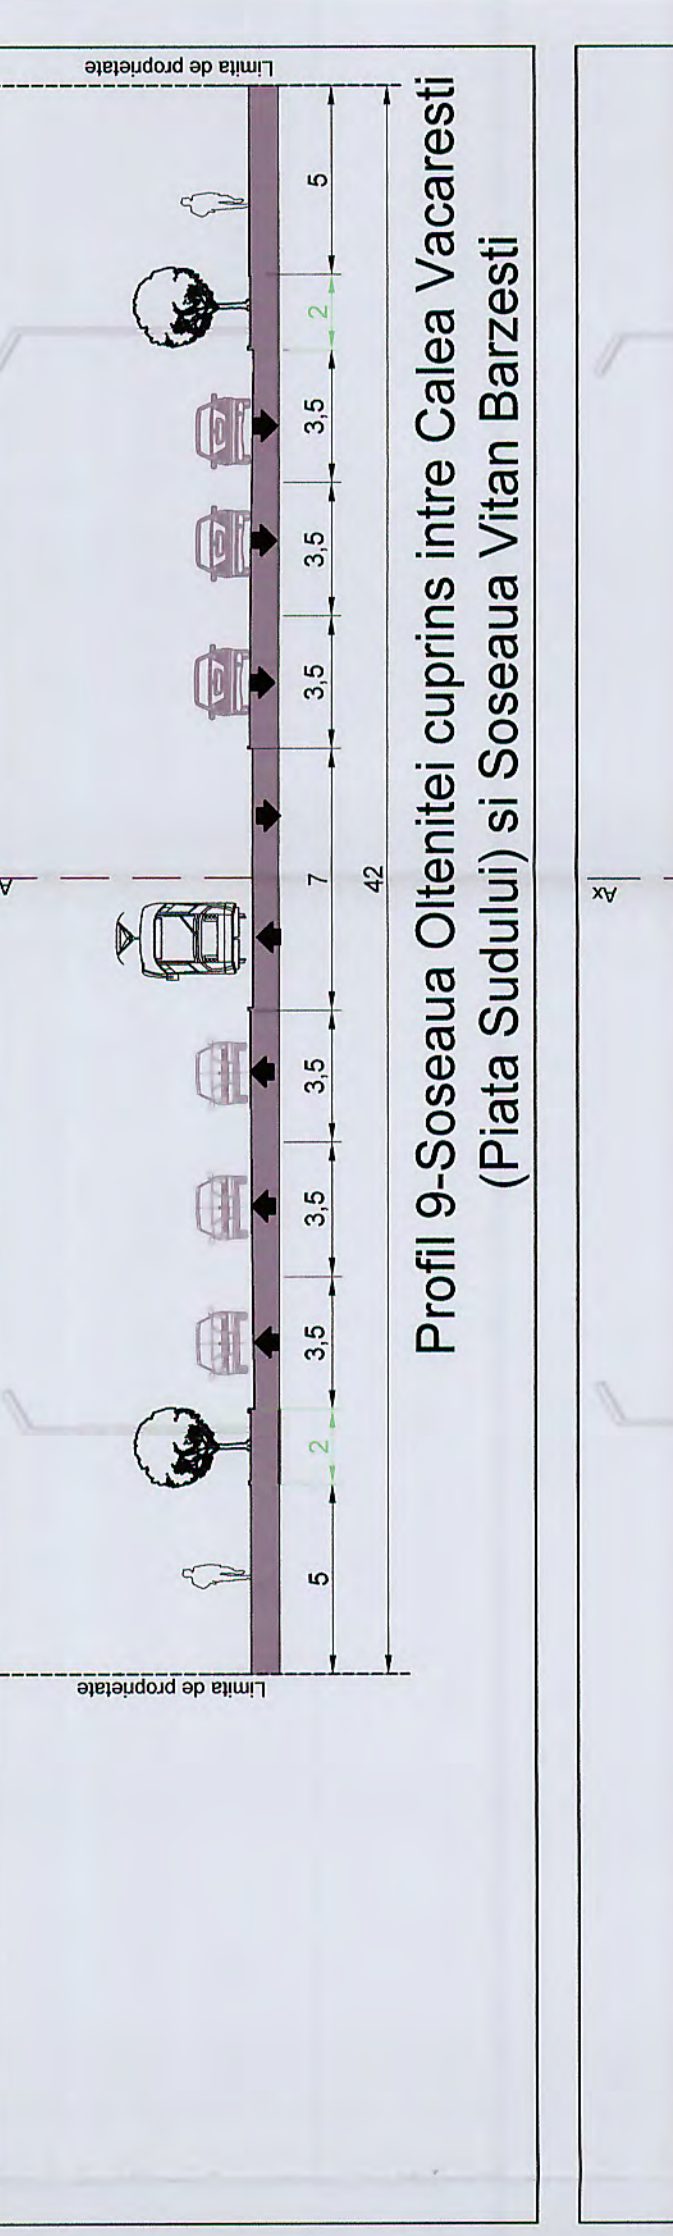 Limita de proprietate
Limita de proprietate
5
2
3,5
3,5
3,5
7
3,5
3,5
3,5
2
5
42
Profil 9-Soseaua Oltenitei cuprins intre Calea Vacaresti
(Piata Sudului) si Soseaua Vitan Barzesti
Ax